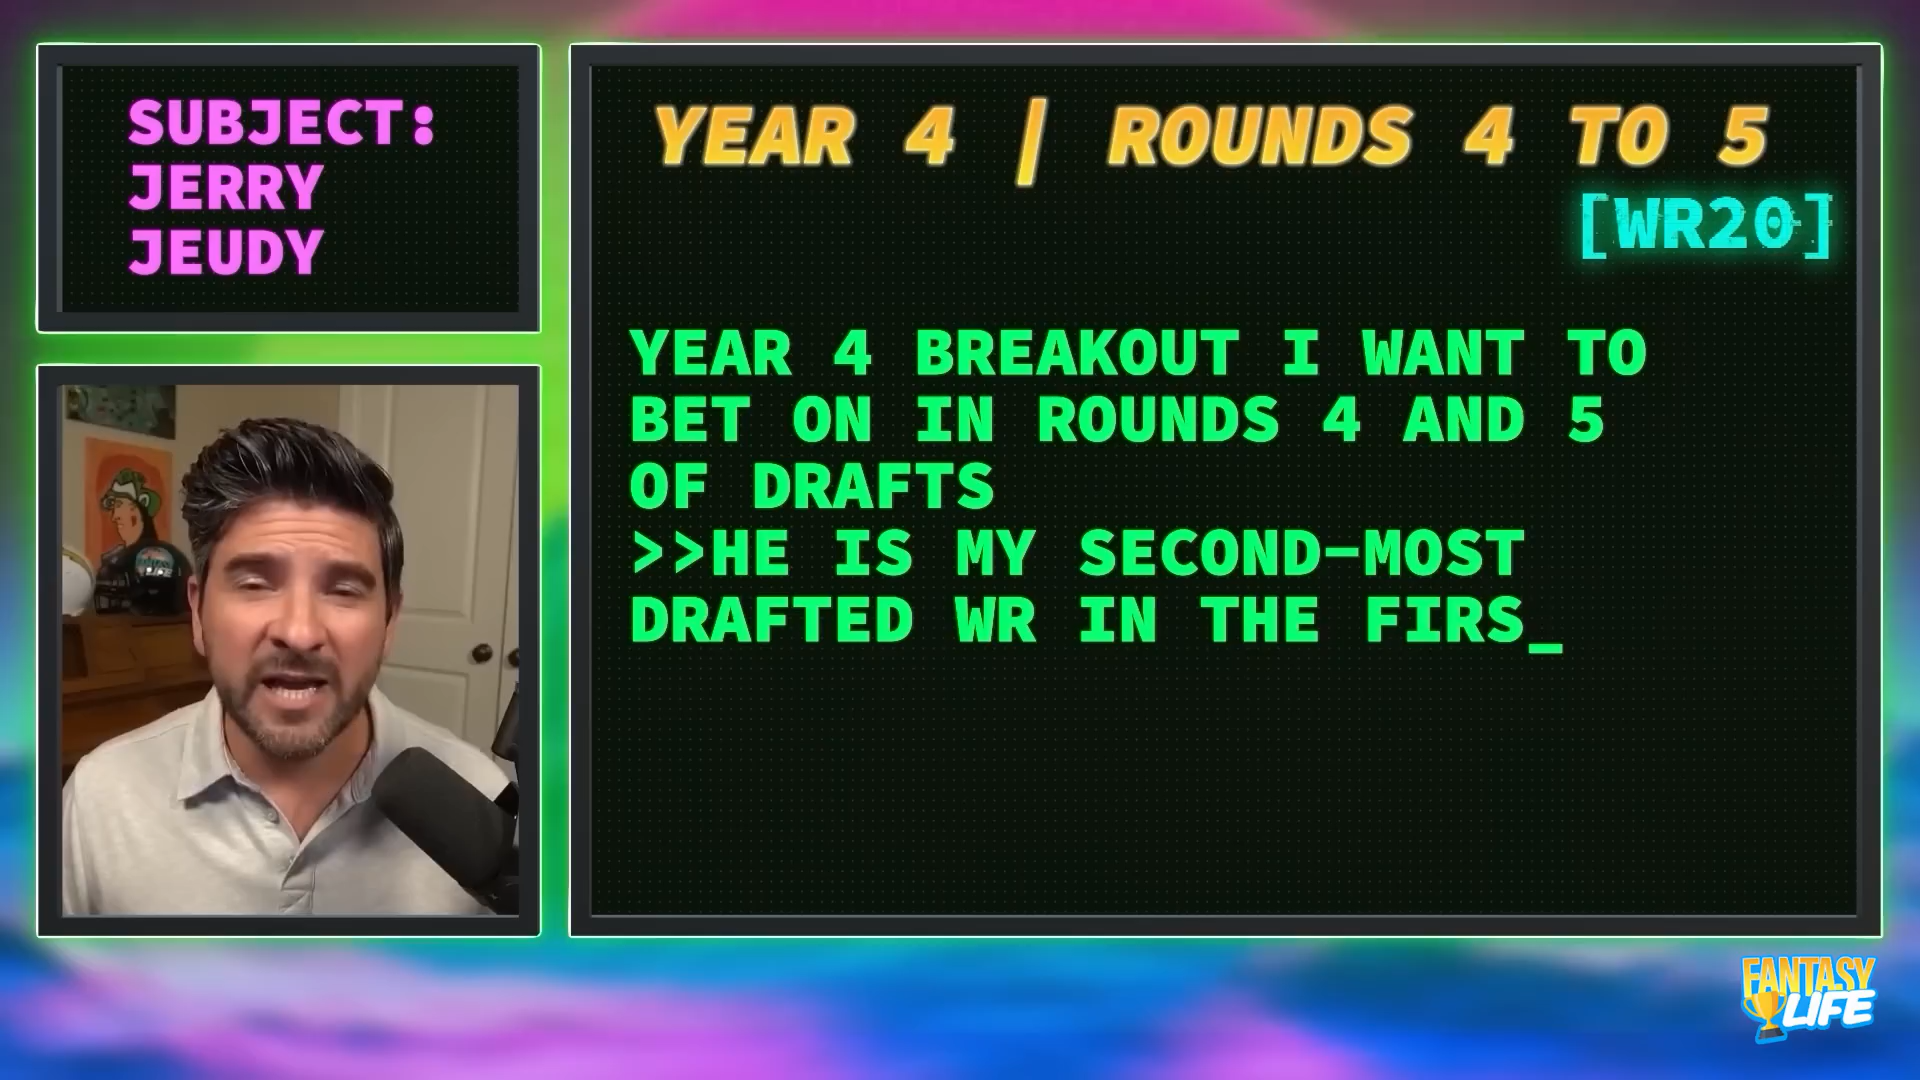 SUBJECT:
JERRY
JEUDY
YEAR 4 | ROUNDS 4 TO 5
[WR20]
YEAR 4 BREAKOUT I WANT TO
BET ON IN ROUNDS 4 AND 5
OF DRAFTS
>>HE IS MY SECOND-MOST
DRAFTED WR IN THE FIRS_
FANTASY
LIFE